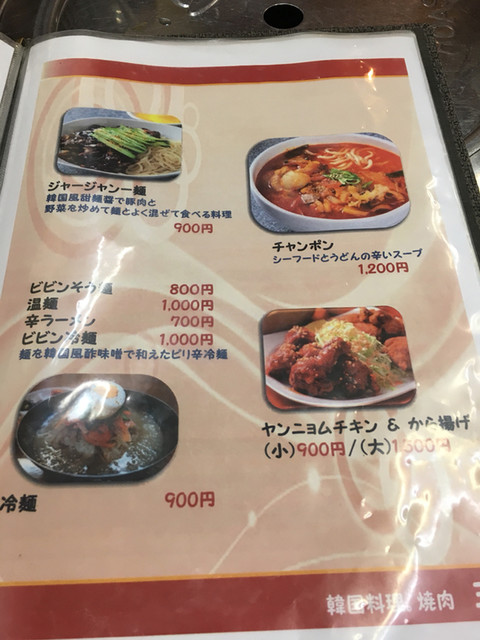 ジャージャンー麺
韓国風甜麺醤で豚肉と
野菜を炒めて麺とよく混ぜて食べる料理
900円
チャンポン
シーフードとうどんの辛いスープ
1,200円
ビビンそう麺 800円
温麺 1,000円
辛ラーメン 700円
ビビン冷麺 1,000円
麺を韓国風酢味噌で和えたピリ辛冷麺
ヤンニョムチキン & から揚げ
(小)900円/(大)1,500円
冷麺 900円
韓国料理 焼肉